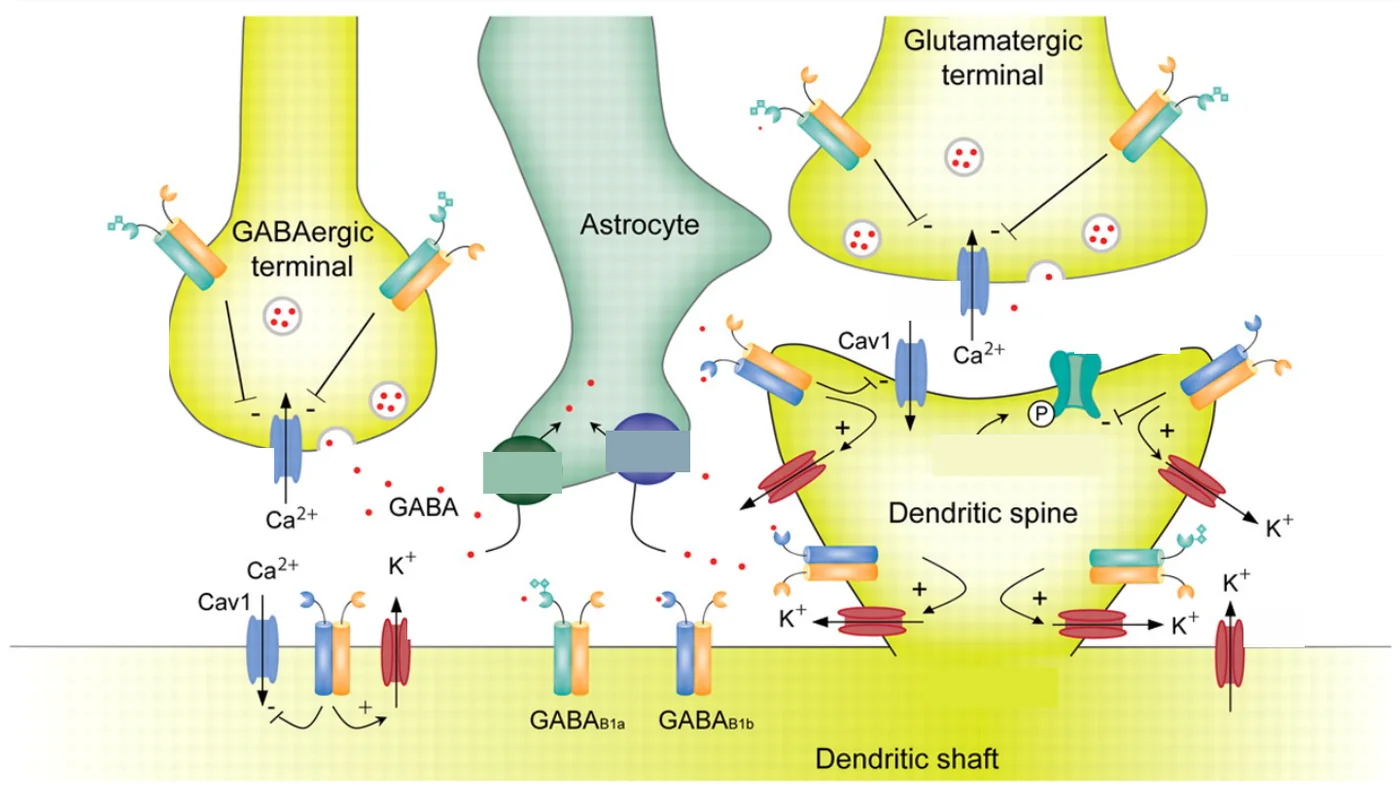 Glutamatergic
terminal
GABAergic
terminal
Astrocyte
-
-
Cav1
Ca2+
-
-
-
P
-
+
+
GABA
Dendritic spine
Ca2+
K+
Ca2+
K+
Cav1
K+
+
+
K+
K+
-
+
GABAB1a
GABAB1b
Dendritic shaft